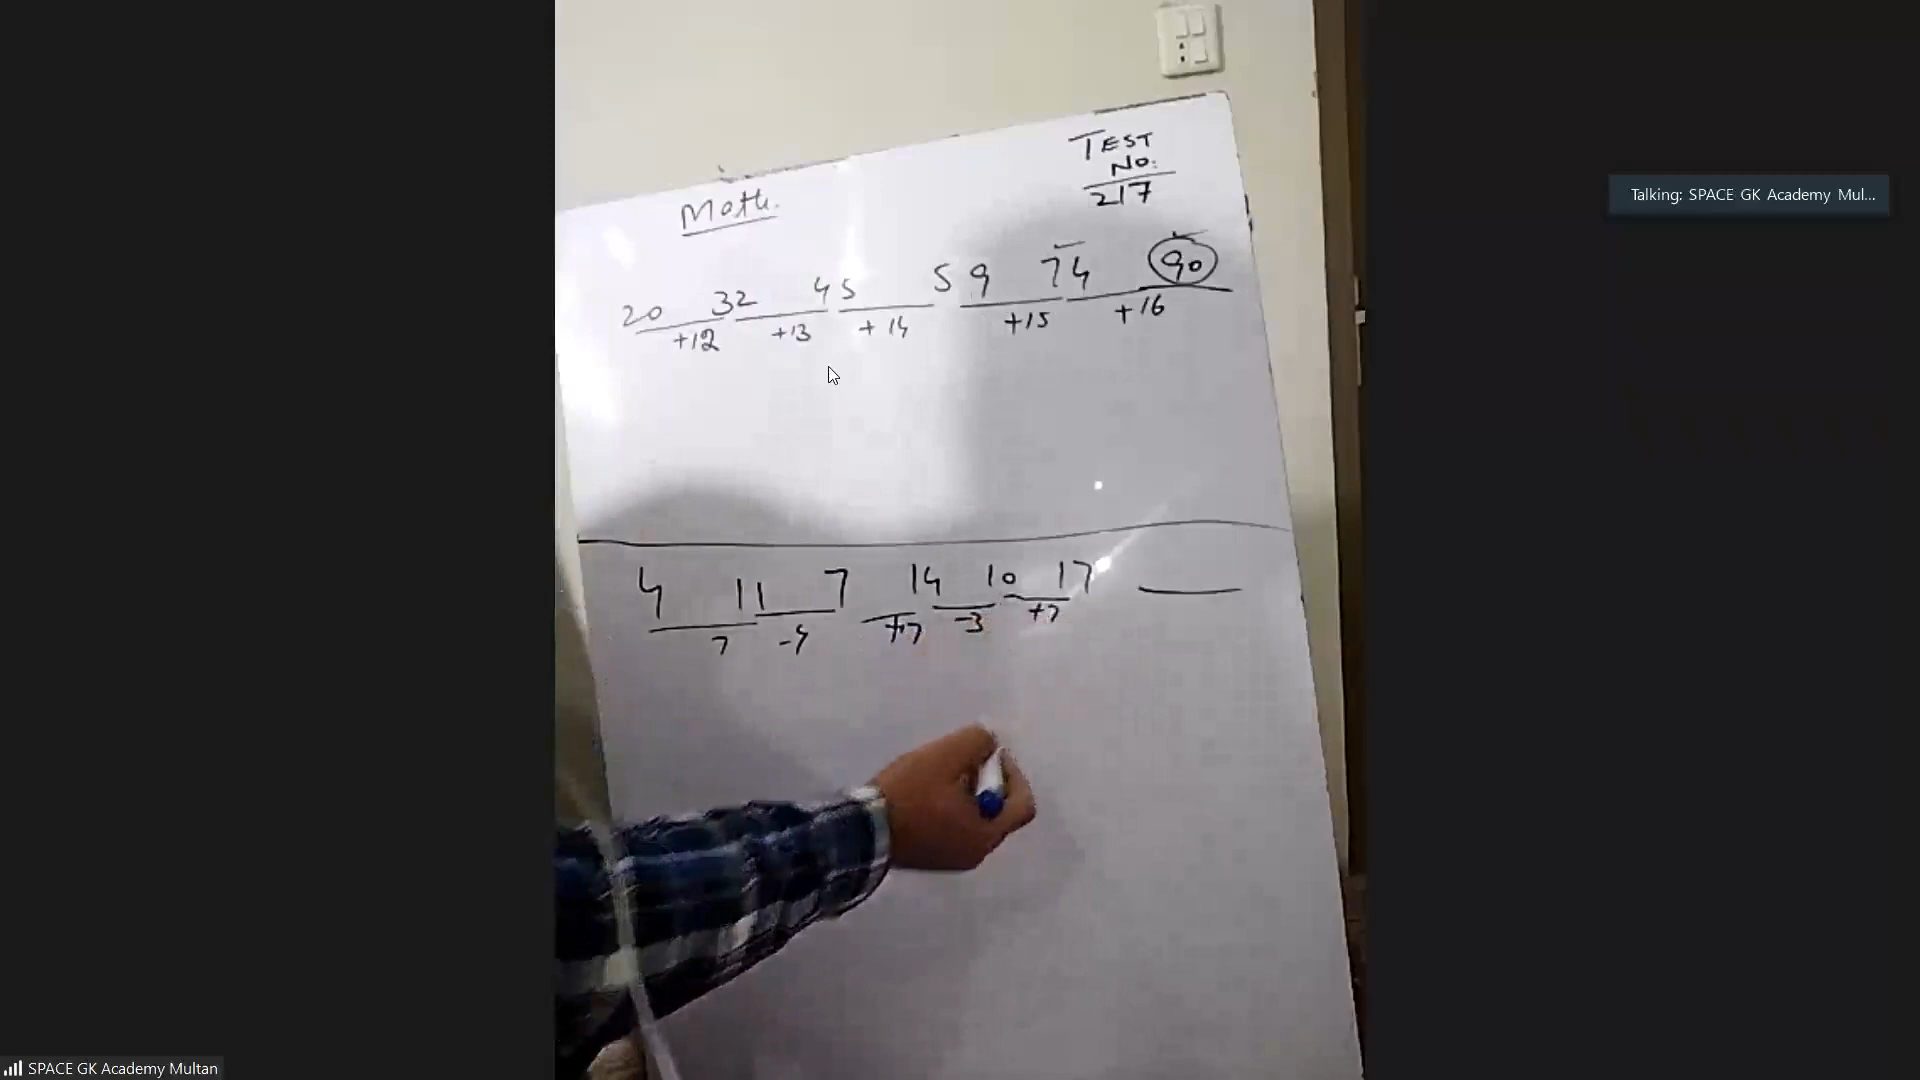 TEST
NO:
217
Math.
20 32 45 59 74 90
+12 +13 +14 +15 +16
4 11 7 14 10 17
7 -4 +7 -3 +7
Talking: SPACE GK Academy Mul...
SPACE GK Academy Multan